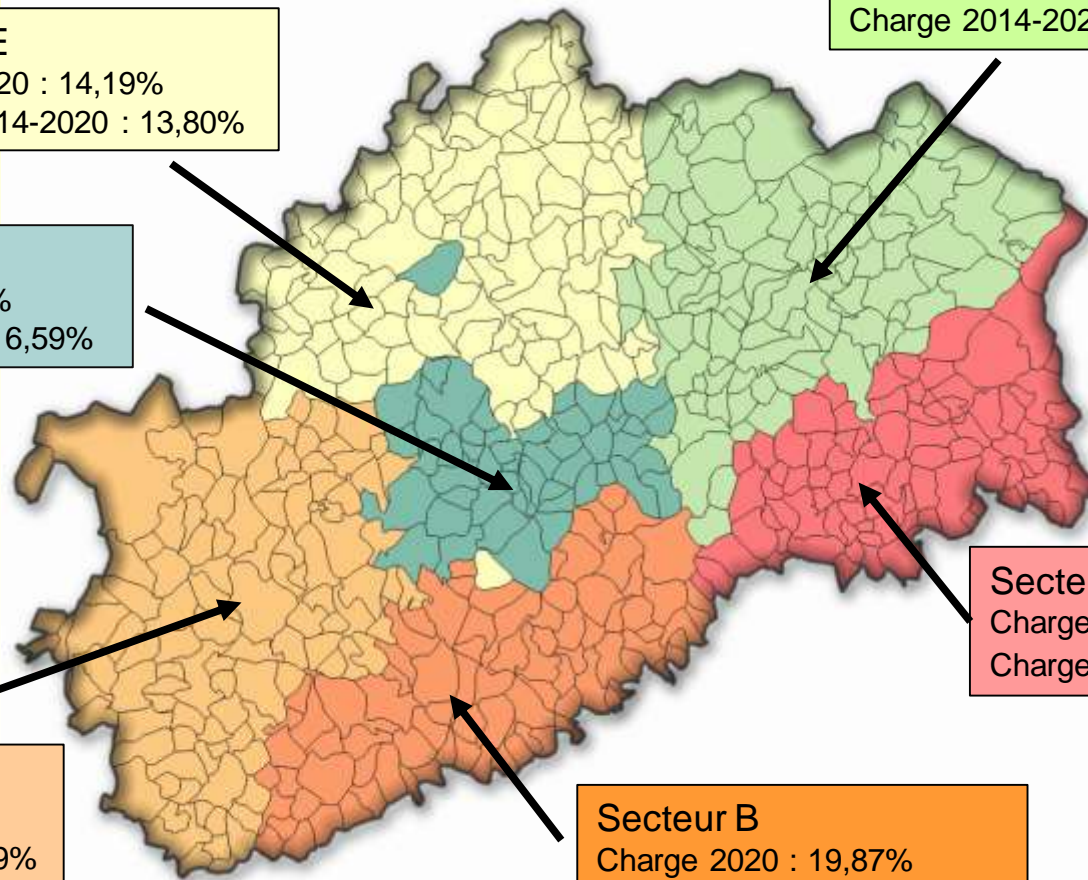 Charge 2014-202
E
20 : 14,19%
14-2020 : 13,80%
%
6,59%
Secte
Charge
Charge
9%
Secteur B
Charge 2020 : 19,87%